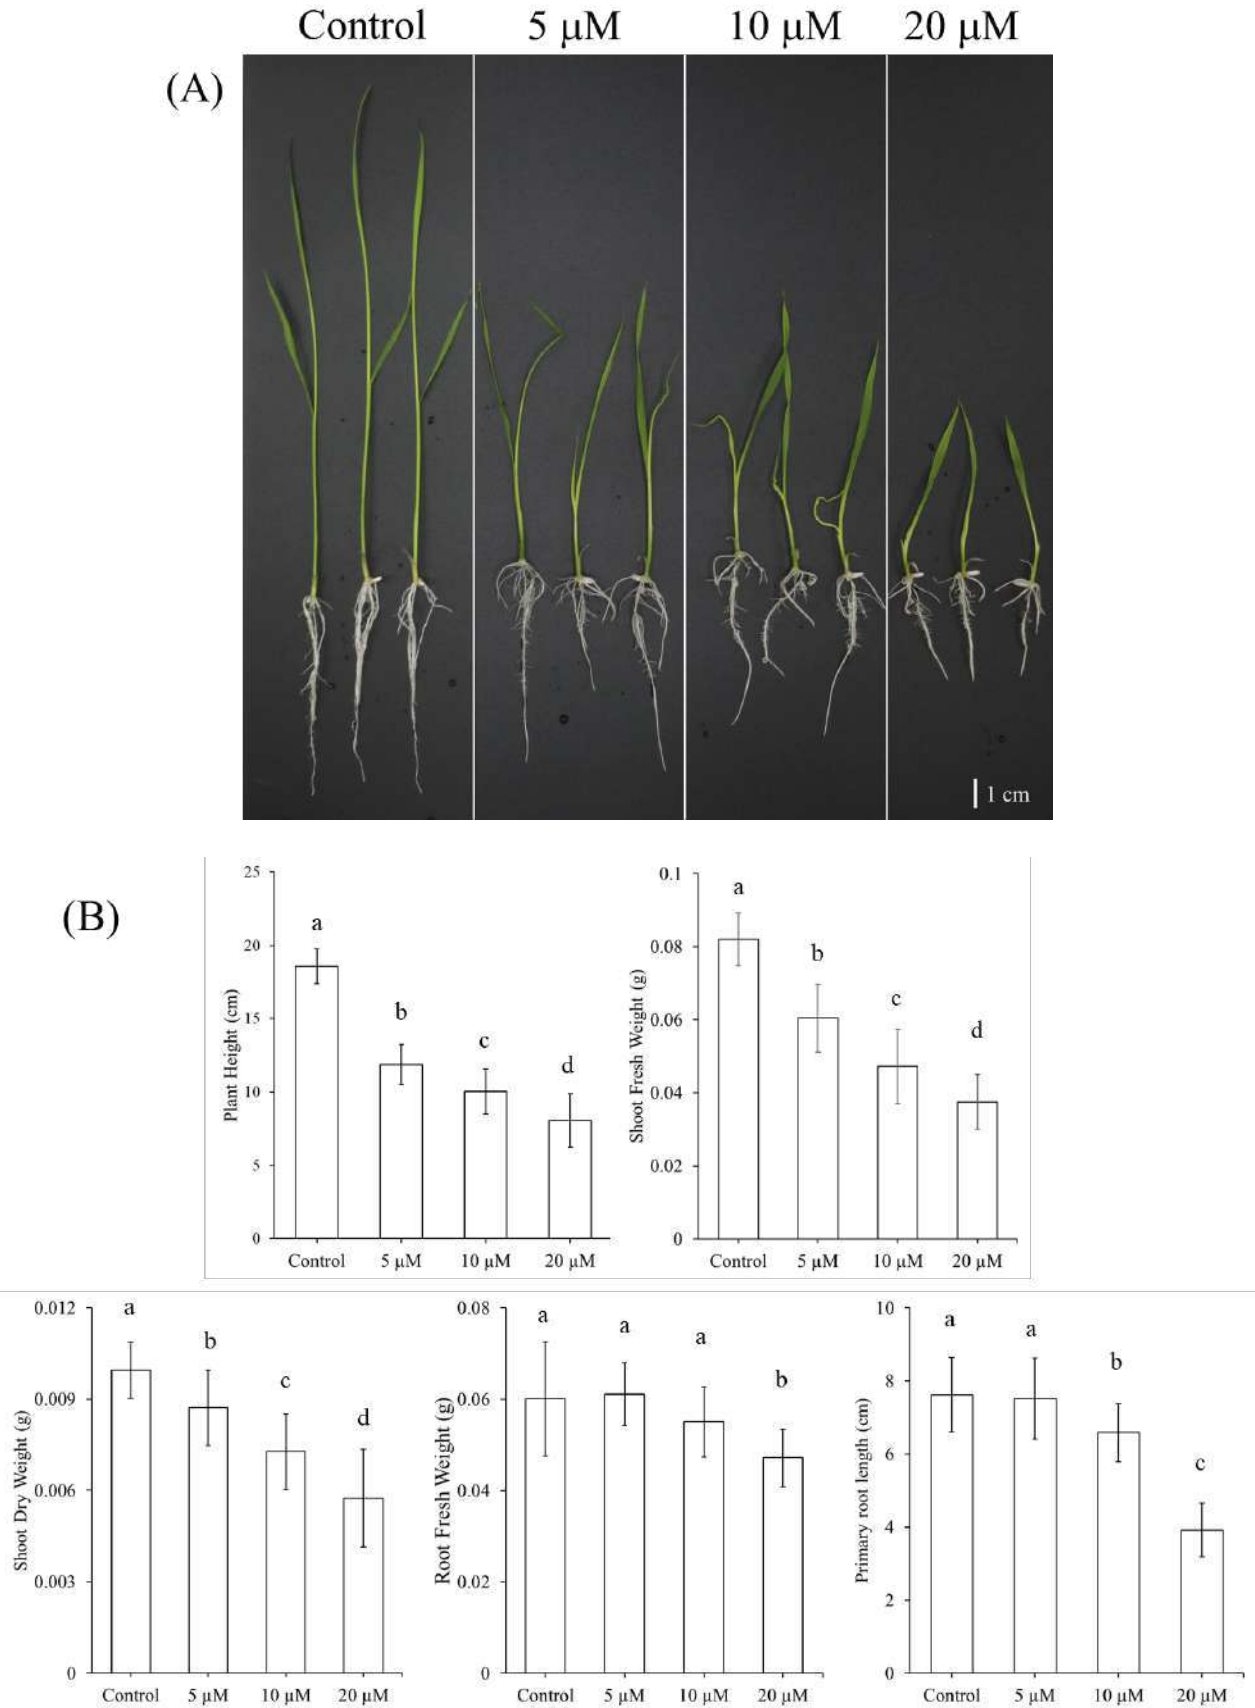 Control 5 µM 10 µM 20 µM
(A)
1 cm
(B)
Plant Height (cm)
25
20
15
10
5
0
a
b
c
d
Control 5 µM 10 µM 20 µM
Shoot Fresh Weight (g)
0.1
0.08
0.06
0.04
0.02
0
a
b
c
d
Control 5 µM 10 µM 20 µM
Shoot Dry Weight (g)
0.012
0.009
0.006
0.003
0
a
b
c
d
Control 5 µM 10 µM 20 µM
Root Fresh Weight (g)
0.08
0.06
0.04
0.02
0
a
a
a
b
Control 5 µM 10 µM 20 µM
Primary root length (cm)
10
8
6
4
2
0
a
a
b
c
Control 5 µM 10 µM 20 µM